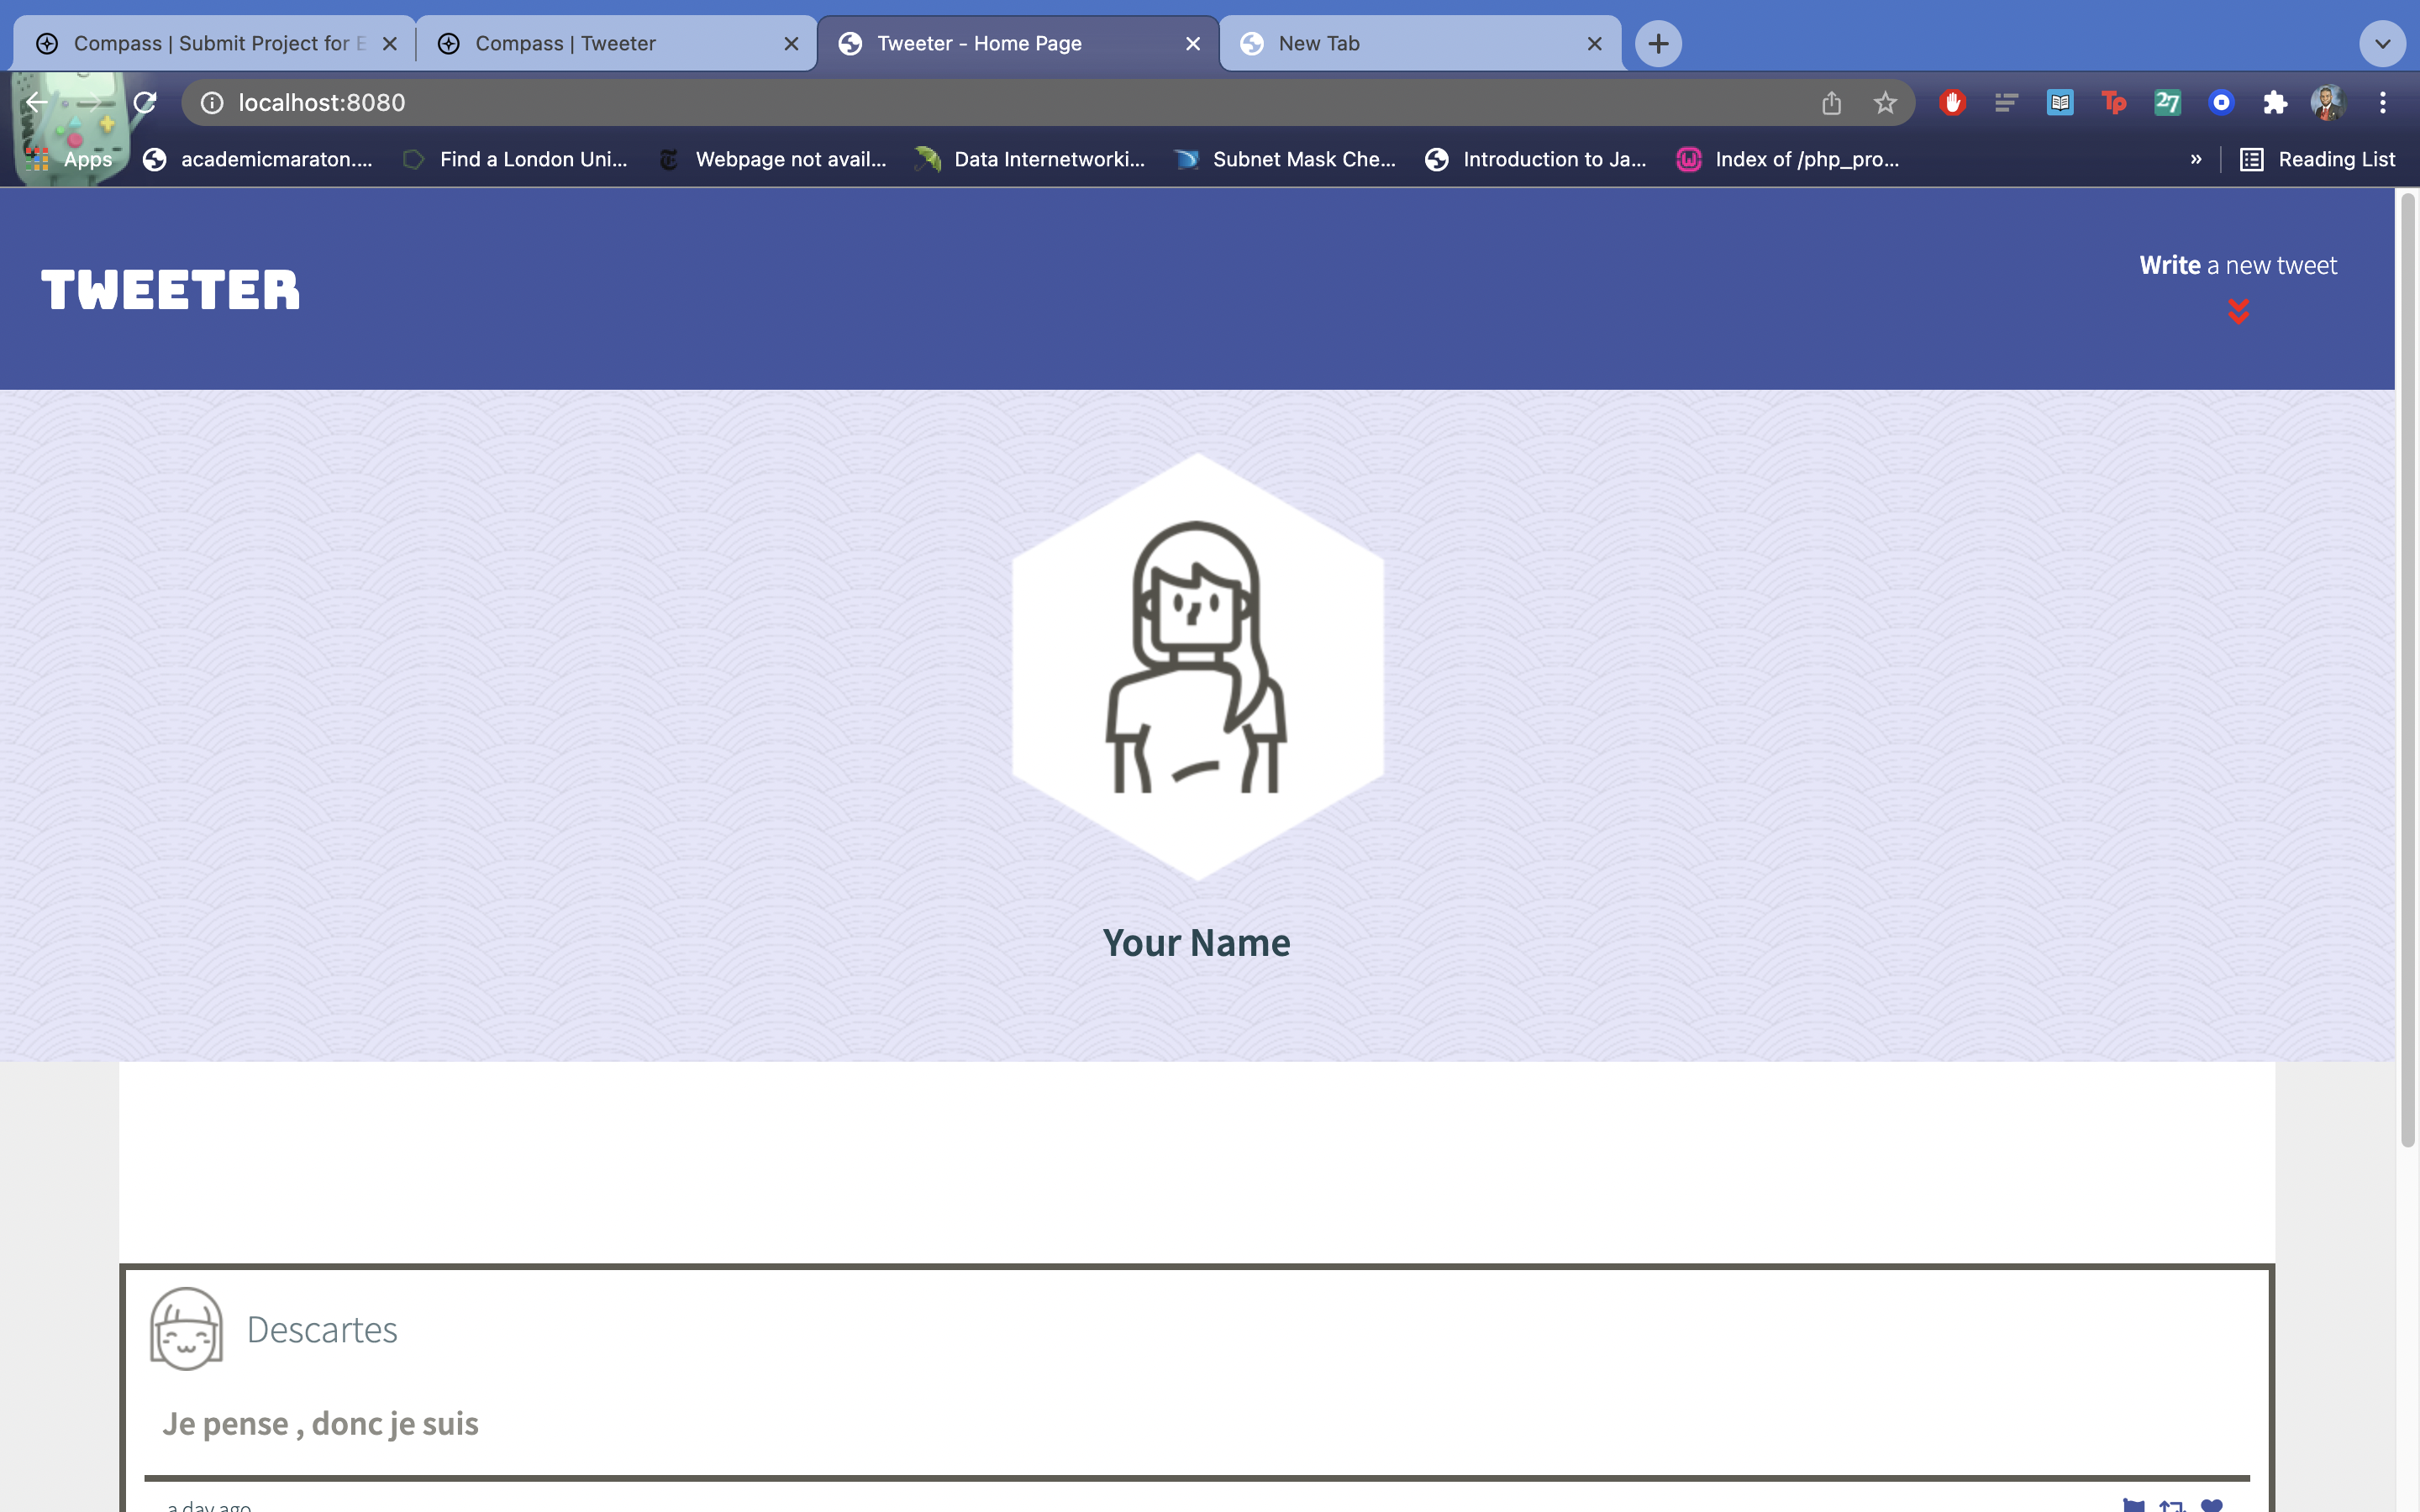 Compass | Submit Project for E
Compass | Tweeter
Tweeter - Home Page
New Tab
localhost:8080
Tp
27
Apps
academicmaraton....
Find a London Uni...
Webpage not avail...
Data Internetworki...
Subnet Mask Che...
Introduction to Ja...
Index of /php_pro...
»
Reading List
TWEETER
Write a new tweet
Your Name
Descartes
Je pense , donc je suis
a day ago